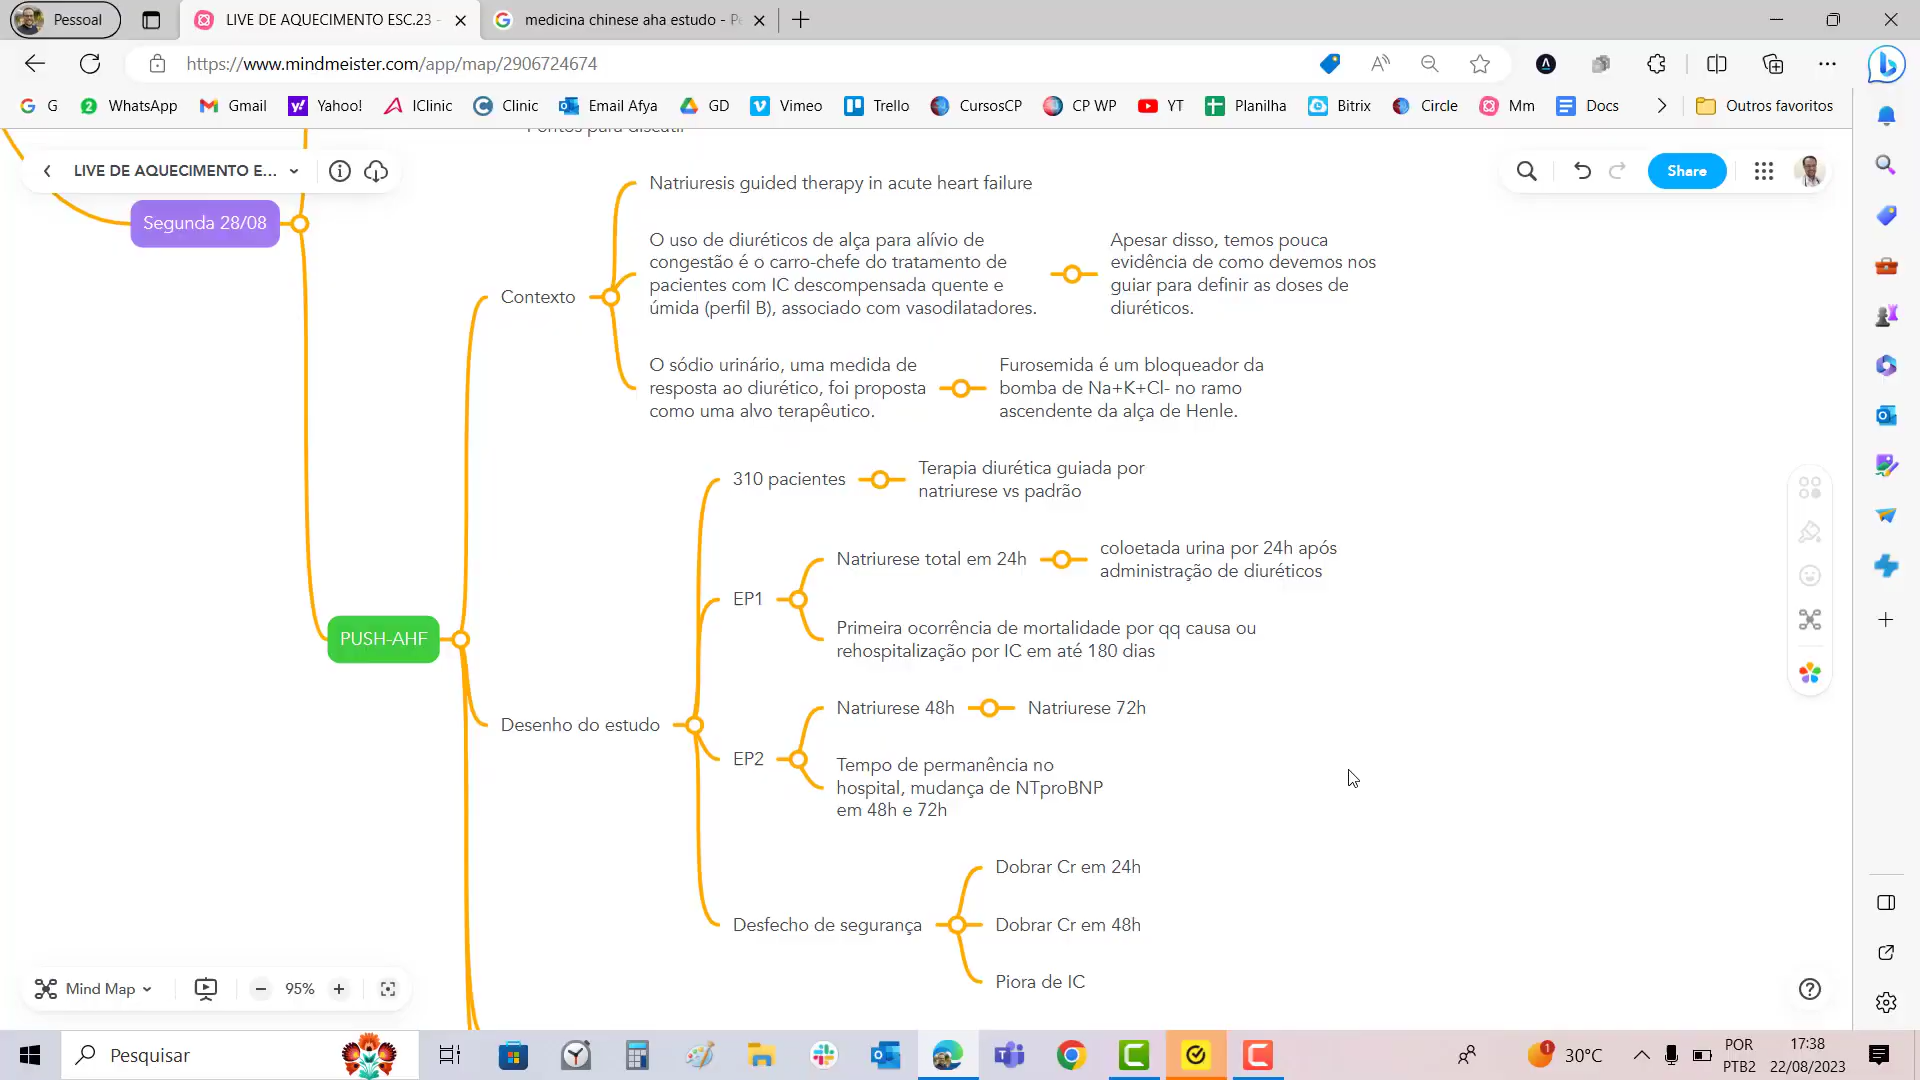 Pessoal
LIVE DE AQUECIMENTO ESC.23 -
medicina chinese aha estudo - P
https://www.mindmeister.com/app/map/2906724674
G
WhatsApp
Gmail
Yahoo!
IClinic
Clinic
Email Afya
GD
Vimeo
Trello
CursosCP
CP WP
YT
Planilha
Bitrix
Circle
Mm
Docs
Outros favoritos
Pontos para discutir
LIVE DE AQUECIMENTO E...
Share
Segunda 28/08
Contexto
Natriuresis guided therapy in acute heart failure
O uso de diuréticos de alça para alívio de
congestão é o carro-chefe do tratamento de
pacientes com IC descompensada quente e
úmida (perfil B), associado com vasodilatadores.
Apesar disso, temos pouca
evidência de como devemos nos
guiar para definir as doses de
diuréticos.
O sódio urinário, uma medida de
resposta ao diurético, foi proposta
como uma alvo terapêutico.
Furosemida é um bloqueador da
bomba de Na+K+Cl- no ramo
ascendente da alça de Henle.
PUSH-AHF
Desenho do estudo
310 pacientes
Terapia diurética guiada por
natriurese vs padrão
EP1
Natriurese total em 24h
coloetada urina por 24h após
administração de diuréticos
Primeira ocorrência de mortalidade por qq causa ou
rehospitalização por IC em até 180 dias
EP2
Natriurese 48h
Natriurese 72h
Tempo de permanência no
hospital, mudança de NTproBNP
em 48h e 72h
Desfecho de segurança
Dobrar Cr em 24h
Dobrar Cr em 48h
Piora de IC
Mind Map
95%
Pesquisar
1
30°C
POR
PTB2
17:38
22/08/2023